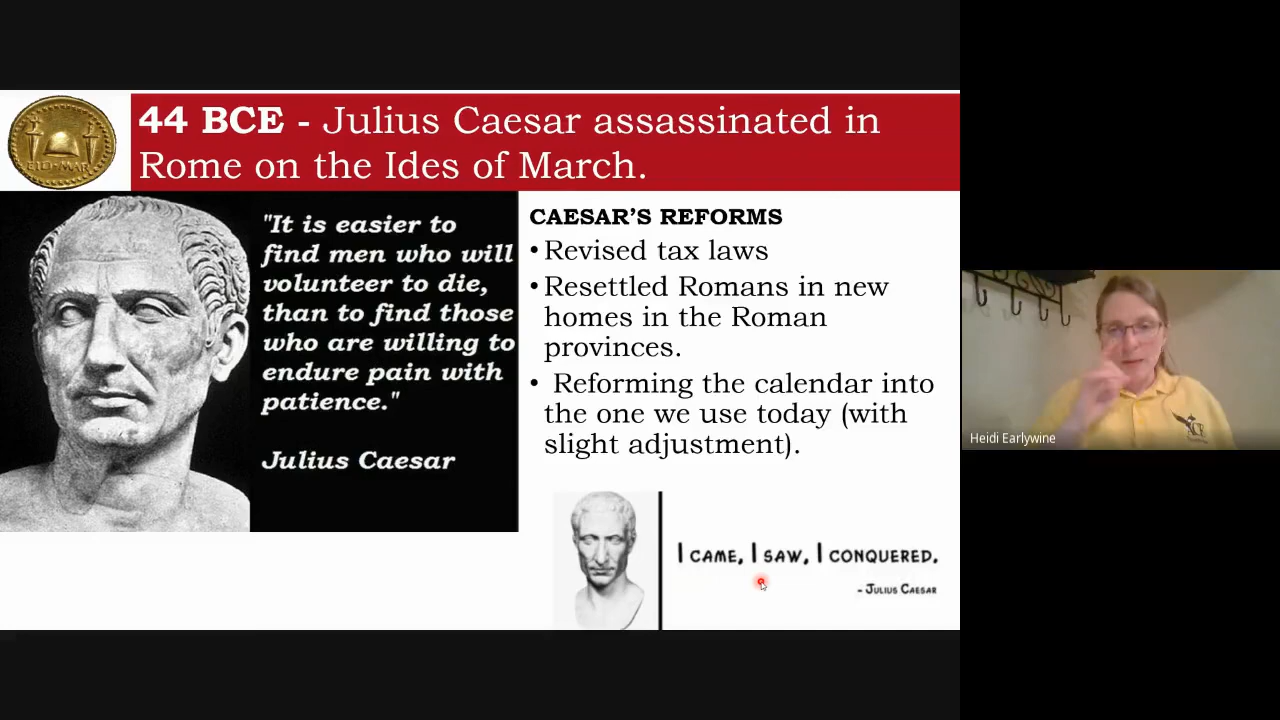 44 BCE - Julius Caesar assassinated in
Rome on the Ides of March.
EID·MAR
"It is easier to
find men who will
volunteer to die,
than to find those
who are willing to
endure pain with
patience."
Julius Caesar
CAESAR'S REFORMS
•Revised tax laws
•Resettled Romans in new
homes in the Roman
provinces.
• Reforming the calendar into
the one we use today (with
slight adjustment).
I CAME, I SAW, I CONQUERED.
- JULIUS CAESAR
Heidi Earlywine